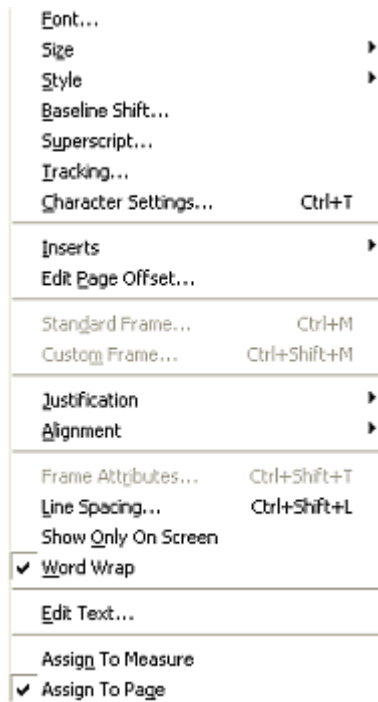 Font...
Size
Style
Baseline Shift...
Superscript...
Tracking...
Character Settings... Ctrl+T
Inserts
Edit Page Offset...
Standard Frame... Ctrl+M
Custom Frame... Ctrl+Shift+M
Justification
Alignment
Frame Attributes... Ctrl+Shift+T
Line Spacing... Ctrl+Shift+L
Show Only On Screen
Word Wrap
Edit Text...
Assign To Measure
Assign To Page